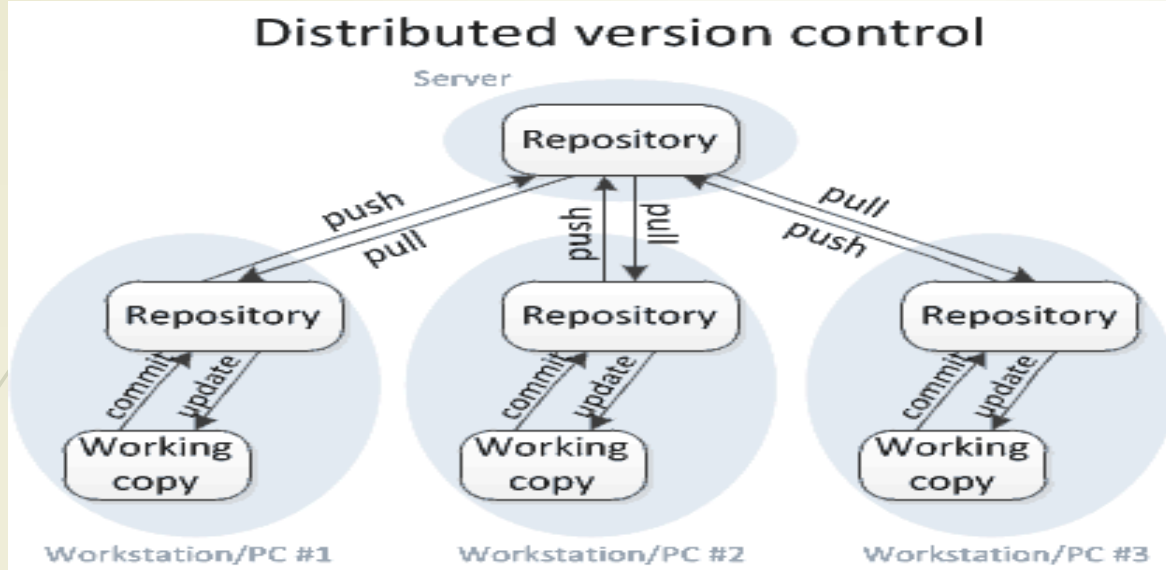 Distributed version control
Server
Repository
push
pull
push
pull
pull
push
Repository
Repository
Repository
commit
update
commit
update
commit
update
Working
copy
Working
copy
Working
copy
Workstation/PC #1
Workstation/PC #2
Workstation/PC #3